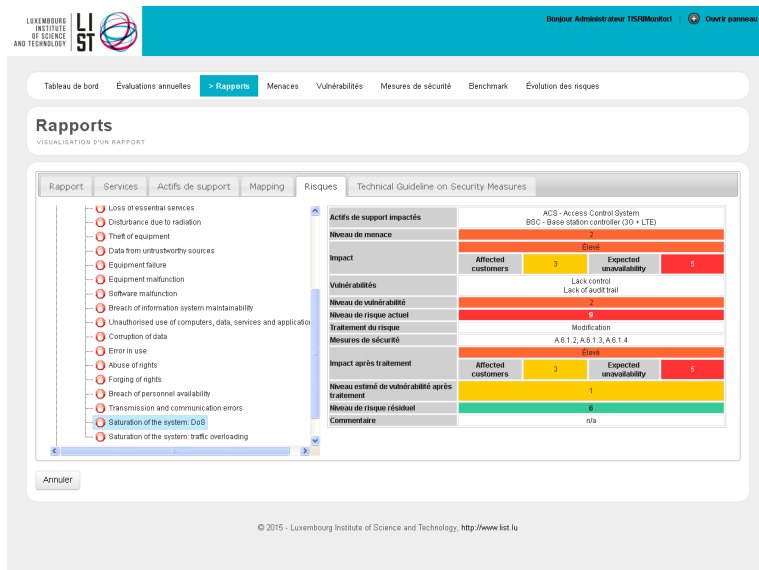 LUXEMBOURG
INSTITUTE
OF SCIENCE
AND TECHNOLOGY
LI
ST
Bonjour Administrateur TISRIMonitor! | Ouvrir panneau
Tableau de bord Évaluations annuelles > Rapports Menaces Vulnérabilités Mesures de sécurité Benchmark Évolution des risques
Rapports
VISUALISATION D'UN RAPPORT
Rapport Services Actifs de support Mapping Risques Technical Guideline on Security Measures
Loss of essential services
Disturbance due to radiation
Theft of equipment
Data from untrustworthy sources
Equipment failure
Equipment malfunction
Software malfunction
Breach of information system maintainability
Unauthorised use of computers, data, services and applicatio
Corruption of data
Error in use
Abuse of rights
Forging of rights
Breach of personnel availability
Transmission and communication errors
Saturation of the system: DoS
Saturation of the system: traffic overloading
Actifs de support impactés
ACS - Access Control System
BSC - Base station controller (3G + LTE)
Niveau de menace 2
Impact
Élevé
Affected customers 3 Expected unavailability 5
Vulnérabilités
Lack control
Lack of audit trail
Niveau de vulnérabilité 2
Niveau de risque actuel 9
Traitement du risque Modification
Mesures de sécurité A.6.1.2, A.6.1.3, A.6.1.4
Impact après traitement
Élevé
Affected customers 3 Expected unavailability 5
Niveau estimé de vulnérabilité après
traitement
1
Niveau de risque résiduel 6
Commentaire n/a
Annuler
© 2015 - Luxembourg Institute of Science and Technology, http://www.list.lu